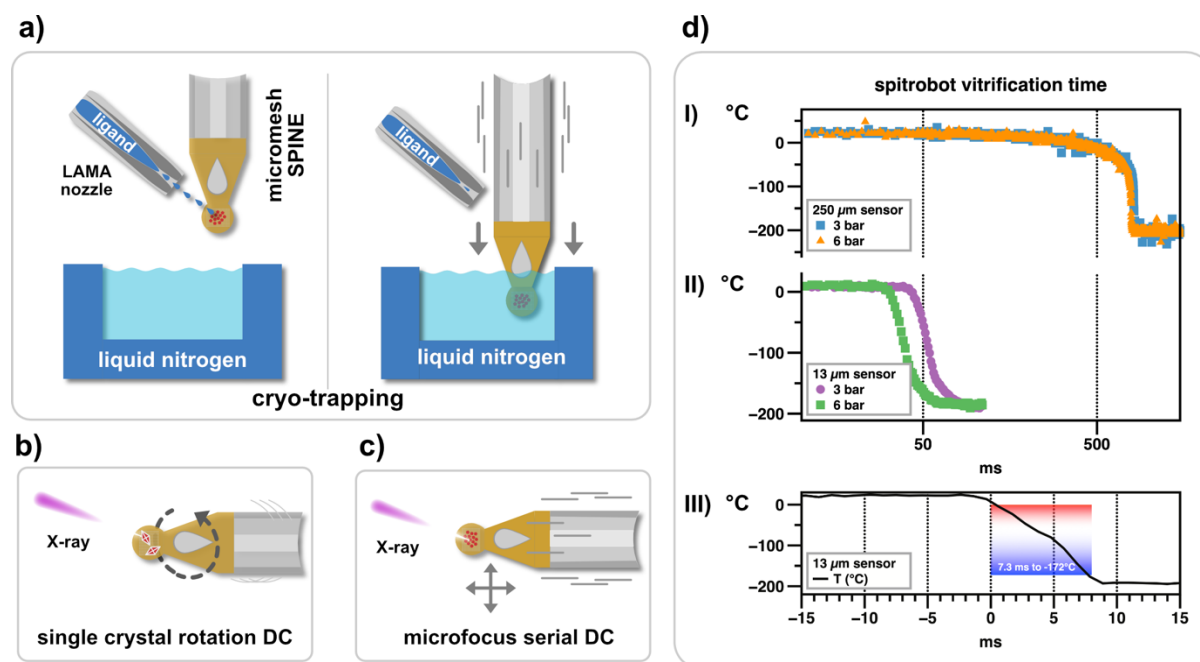 a)
ligand
LAMA
nozzle
micromesh
SPINE
liquid nitrogen
ligand
liquid nitrogen
cryo-trapping
b)
X-ray
single crystal rotation DC
c)
X-ray
microfocus serial DC
d)
spitrobot vitrification time
I)
°C
0
−100
−200
250 µm sensor
3 bar
6 bar
II)
°C
0
−100
−200
13 µm sensor
3 bar
6 bar
50
500
ms
III)
°C
0
−100
−200
13 µm sensor
T (°C)
7.3 ms to -172°C
−15
−10
−5
0
5
10
15
ms